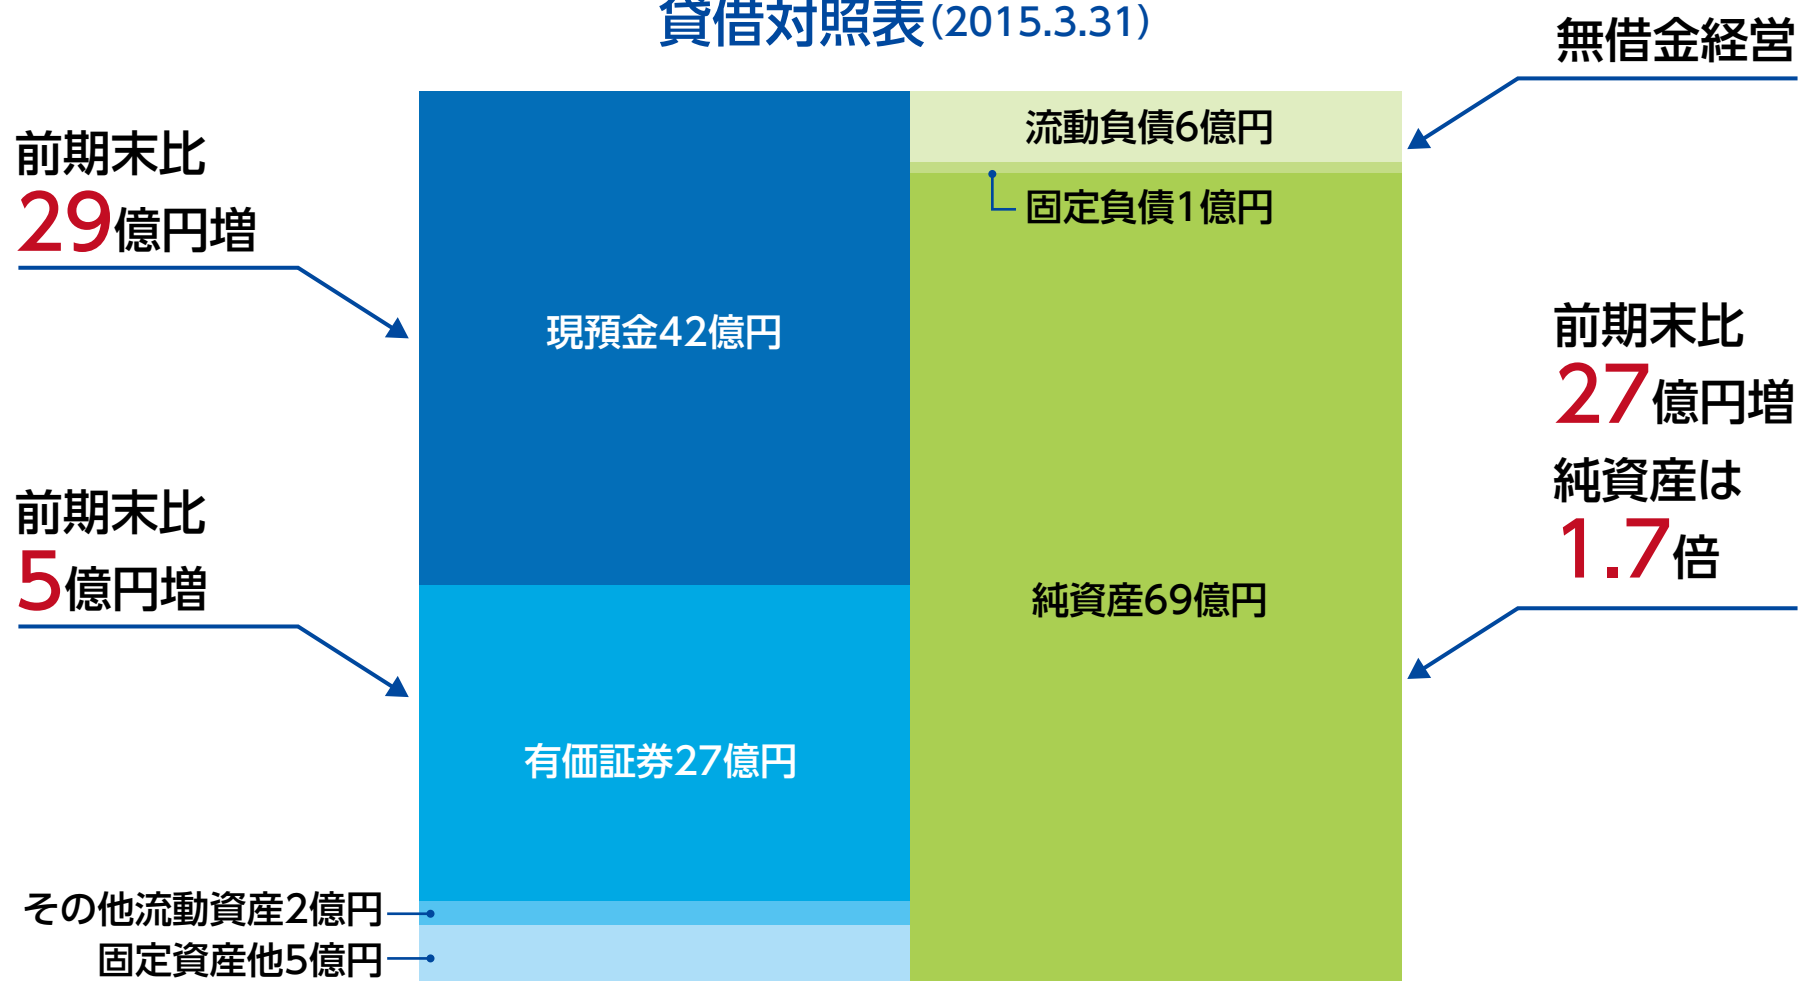 貸借対照表(2015.3.31)
無借金経営
前期末比
29億円増
流動負債6億円
固定負債1億円
現預金42億円
前期末比
27億円増
純資産は
1.7倍
前期末比
5億円増
純資産69億円
有価証券27億円
その他流動資産2億円
固定資産他5億円